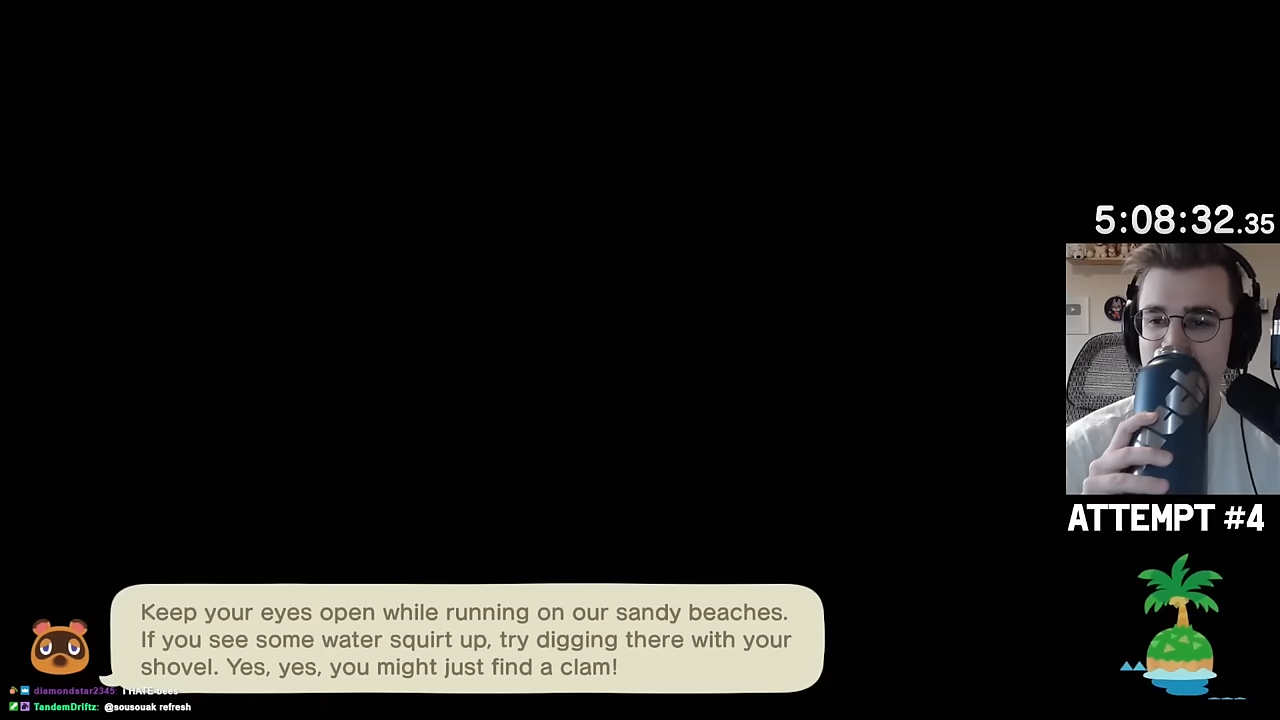 5:08:32.35
ATTEMPT #4
Keep your eyes open while running on our sandy beaches.
If you see some water squirt up, try digging there with your
shovel. Yes, yes, you might just find a clam!
diamondstar2345: I HATE bees
TandemDriftz: @sousouak refresh